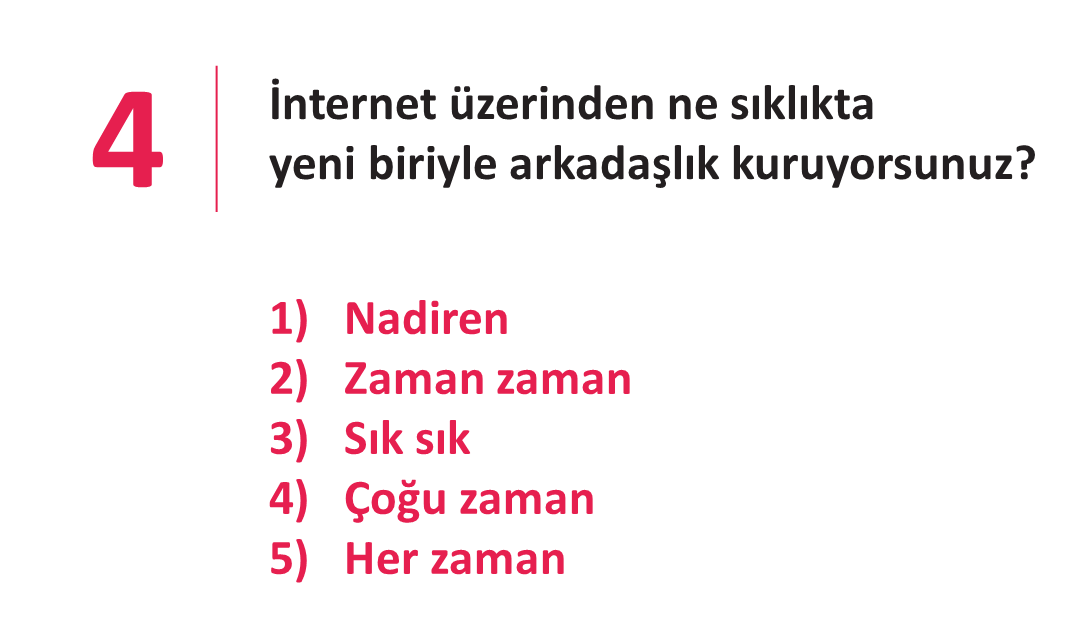 4
İnternet üzerinden ne sıklıkta
yeni biriyle arkadaşlık kuruyorsunuz?
1) Nadiren
2) Zaman zaman
3) Sık sık
4) Çoğu zaman
5) Her zaman